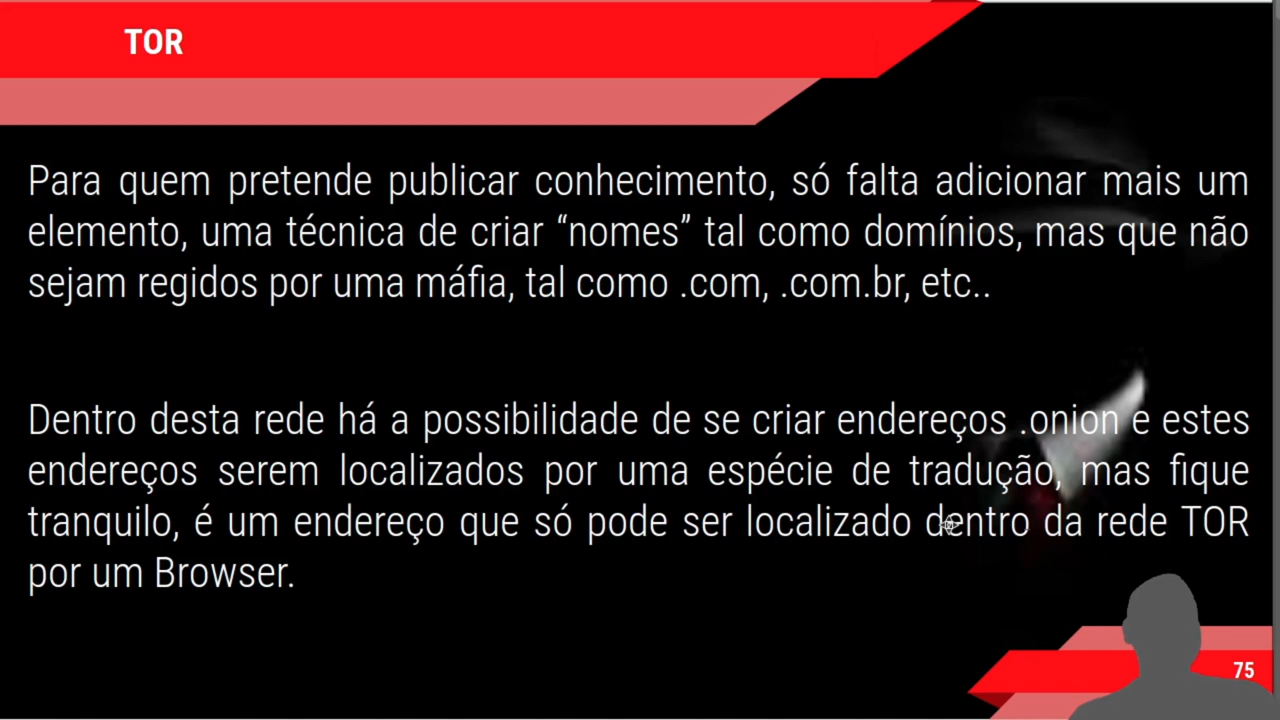 TOR
Para quem pretende publicar conhecimento, só falta adicionar mais um
elemento, uma técnica de criar “nomes” tal como domínios, mas que não
sejam regidos por uma máfia, tal como .com, .com.br, etc..
Dentro desta rede há a possibilidade de se criar endereços .onion e estes
endereços serem localizados por uma espécie de tradução, mas fique
tranquilo, é um endereço que só pode ser localizado dentro da rede TOR
por um Browser.
75